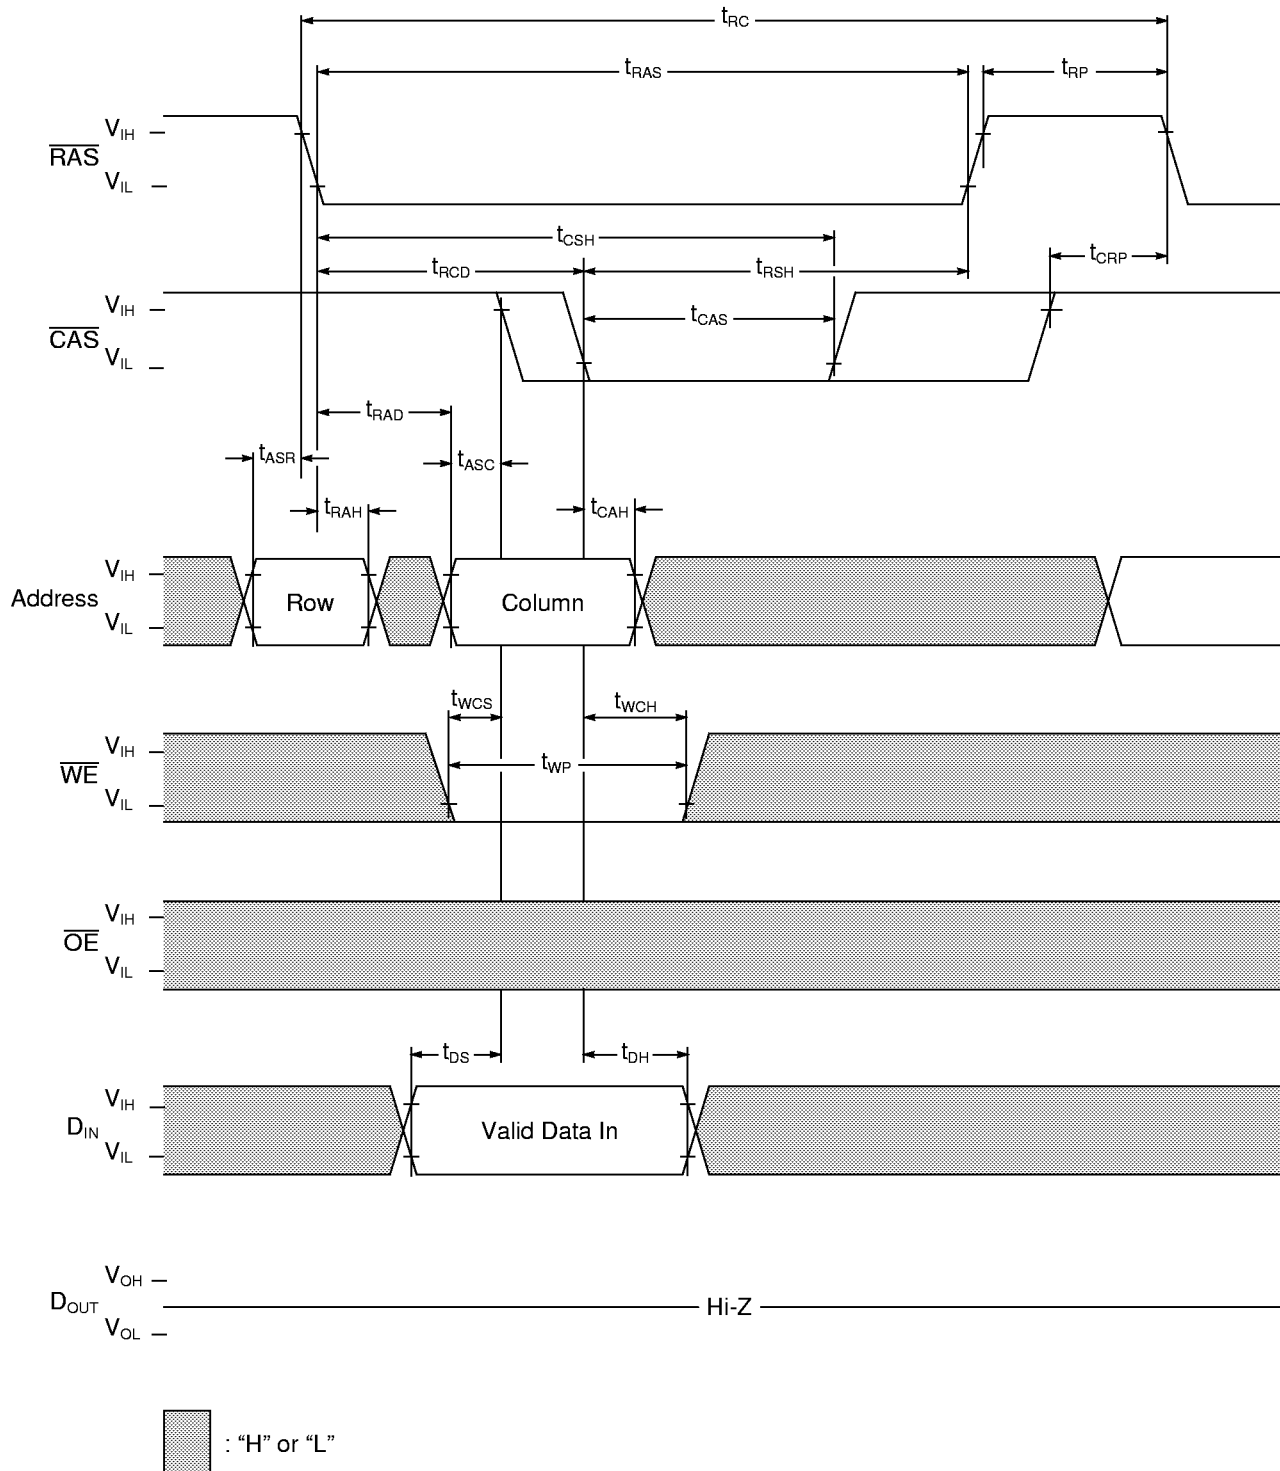 tRC
tRAS
tRP
VIH
RAS
VIL
tCSH
tRCD
tRSH
tCRP
VIH
CAS
VIL
tCAS
tRAD
tASR
tASC
tRAH
tCAH
VIH
Address
VIL
Row
Column
tWCS
tWCH
VIH
WE
VIL
tWP
VIH
OE
VIL
tDS
tDH
VIH
DIN
VIL
Valid Data In
VOH
DOUT
VOL
Hi-Z
: “H” or “L”